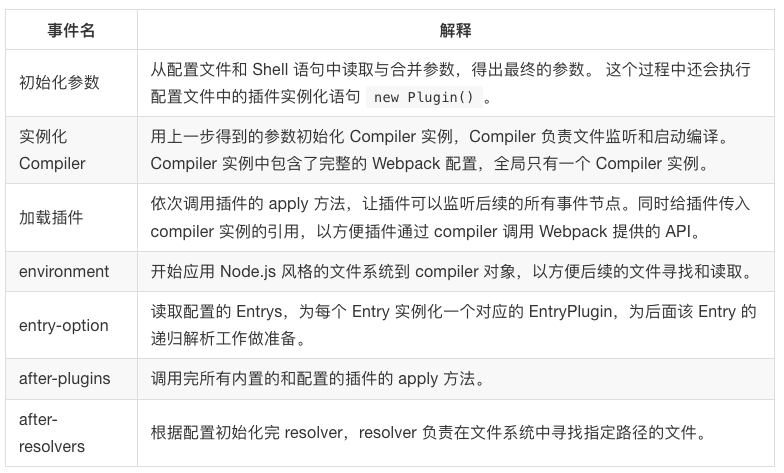 事件名 解释
初始化参数
从配置文件和 Shell 语句中读取与合并参数，得出最终的参数。 这个过程中还会执行
配置文件中的插件实例化语句 new Plugin() 。
实例化
Compiler
用上一步得到的参数初始化 Compiler 实例，Compiler 负责文件监听和启动编译。
Compiler 实例中包含了完整的 Webpack 配置，全局只有一个 Compiler 实例。
加载插件
依次调用插件的 apply 方法，让插件可以监听后续的所有事件节点。同时给插件传入
compiler 实例的引用，以方便插件通过 compiler 调用 Webpack 提供的 API。
environment 开始应用 Node.js 风格的文件系统到 compiler 对象，以方便后续的文件寻找和读取。
entry-option
读取配置的 Entrys，为每个 Entry 实例化一个对应的 EntryPlugin，为后面该 Entry 的
递归解析工作做准备。
after-plugins 调用完所有内置的和配置的插件的 apply 方法。
after-
resolvers
根据配置初始化完 resolver，resolver 负责在文件系统中寻找指定路径的文件。